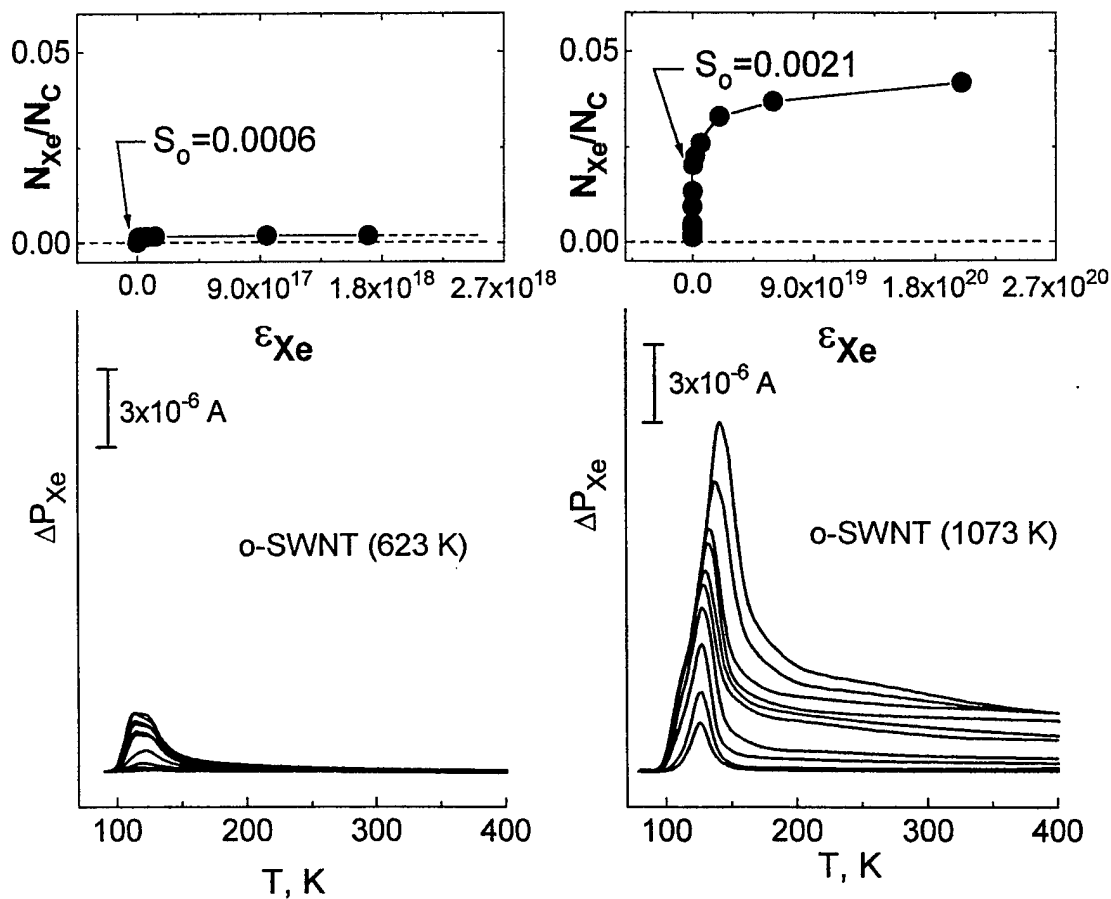 0.05
N_Xe/N_C
S_o=0.0006
0.00
0.0 9.0x10^17 1.8x10^18 2.7x10^18
ε_Xe
3x10^-6 A
ΔP_Xe
o-SWNT (623 K)
100 200 300 400
T, K
0.05
N_Xe/N_C
S_o=0.0021
0.00
0.0 9.0x10^19 1.8x10^20 2.7x10^20
ε_Xe
3x10^-6 A
ΔP_Xe
o-SWNT (1073 K)
100 200 300 400
T, K